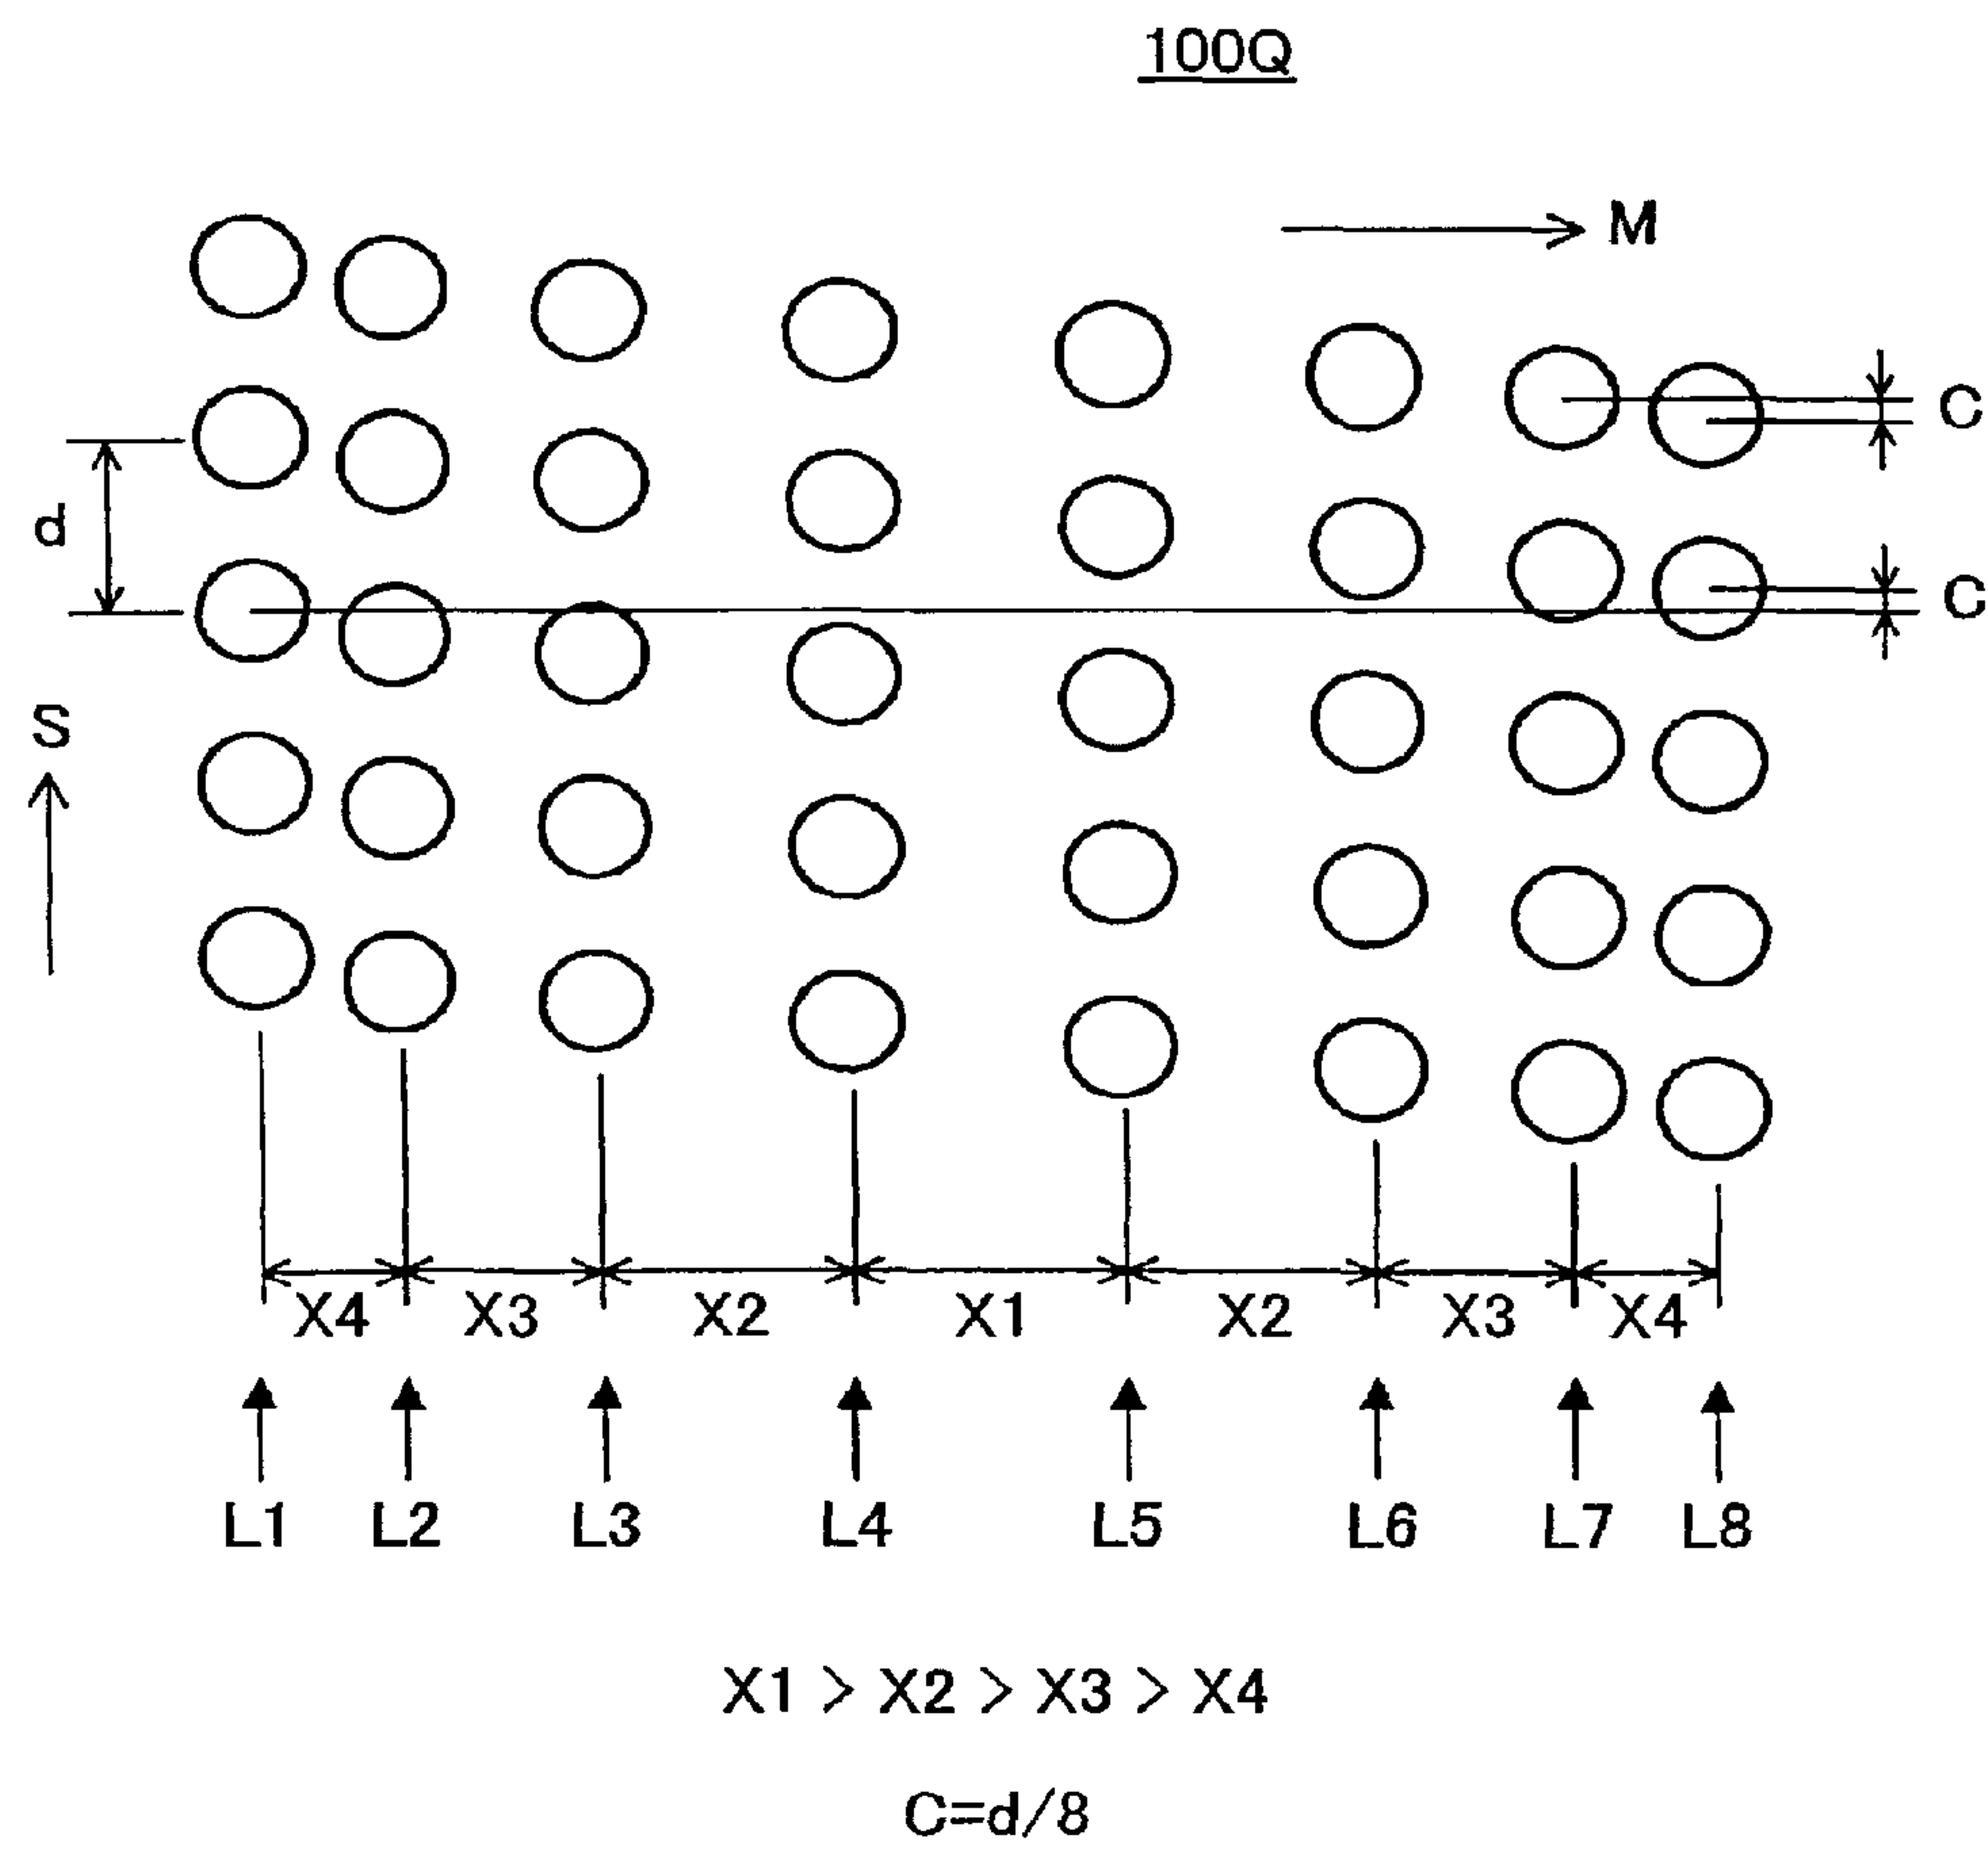 100Q
M
C
d
C
S
X4 X3 X2 X1 X2 X3 X4
L1 L2 L3 L4 L5 L6 L7 L8
X1 > X2 > X3 > X4
C=d/8